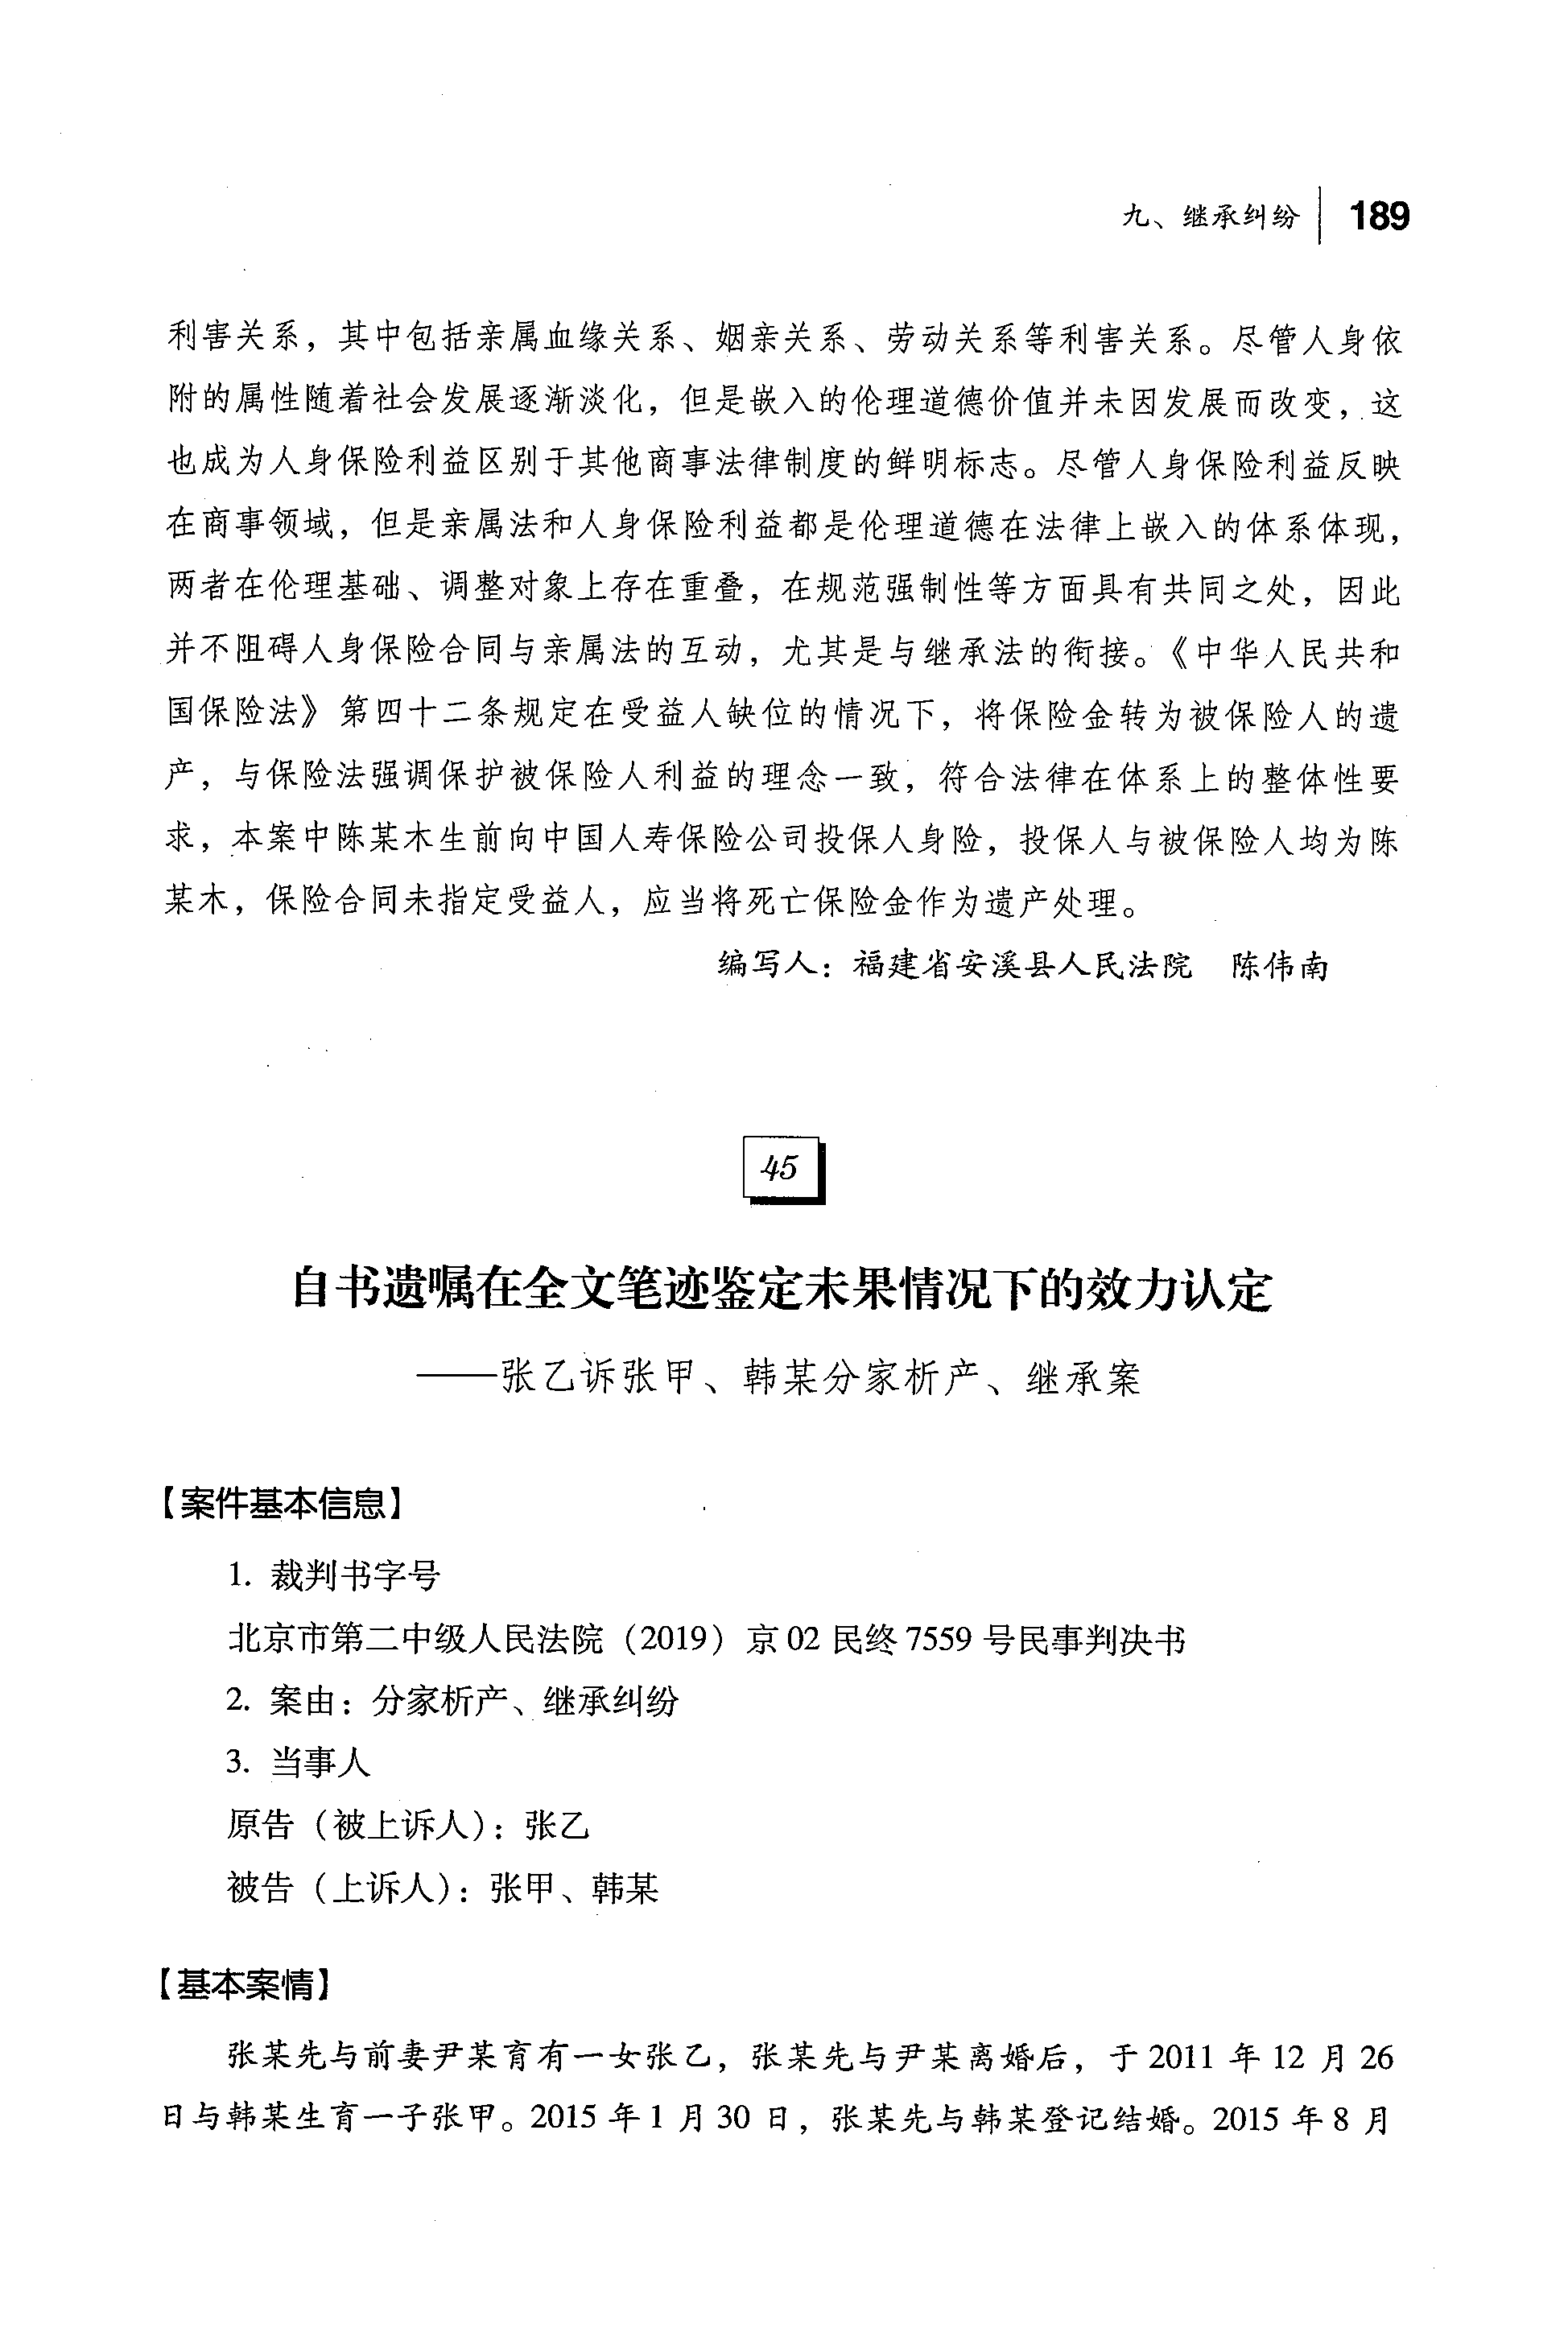 九、继承纠纷 189
利害关系，其中包括亲属血缘关系、姻亲关系、劳动关系等利害关系。尽管人身依
附的属性随着社会发展逐渐淡化，但是嵌入的伦理道德价值并未因发展而改变，这
也成为人身保险利益区别于其他商事法律制度的鲜明标志。尽管人身保险利益反映
在商事领域，但是亲属法和人身保险利益都是伦理道德在法律上嵌入的体系体现，
两者在伦理基础、调整对象上存在重叠，在规范强制性等方面具有共同之处，因此
并不阻碍人身保险合同与亲属法的互动，尤其是与继承法的衔接。《中华人民共和
国保险法》第四十二条规定在受益人缺位的情况下，将保险金转为被保险人的遗
产，与保险法强调保护被保险人利益的理念一致，符合法律在体系上的整体性要
求，本案中陈某木生前向中国人寿保险公司投保人身险，投保人与被保险人均为陈
某木，保险合同未指定受益人，应当将死亡保险金作为遗产处理。
编写人：福建省安溪县人民法院 陈伟南
45
自书遗嘱在全文笔迹鉴定未果情况下的效力认定
——张乙诉张甲、韩某分家析产、继承案
【案件基本信息】
1. 裁判书字号
北京市第二中级人民法院（2019）京02民终7559号民事判决书
2. 案由：分家析产、继承纠纷
3. 当事人
原告（被上诉人）：张乙
被告（上诉人）：张甲、韩某
【基本案情】
张某先与前妻尹某育有一女张乙，张某先与尹某离婚后，于2011年12月26
日与韩某生育一子张甲。2015年1月30日，张某先与韩某登记结婚。2015年8月